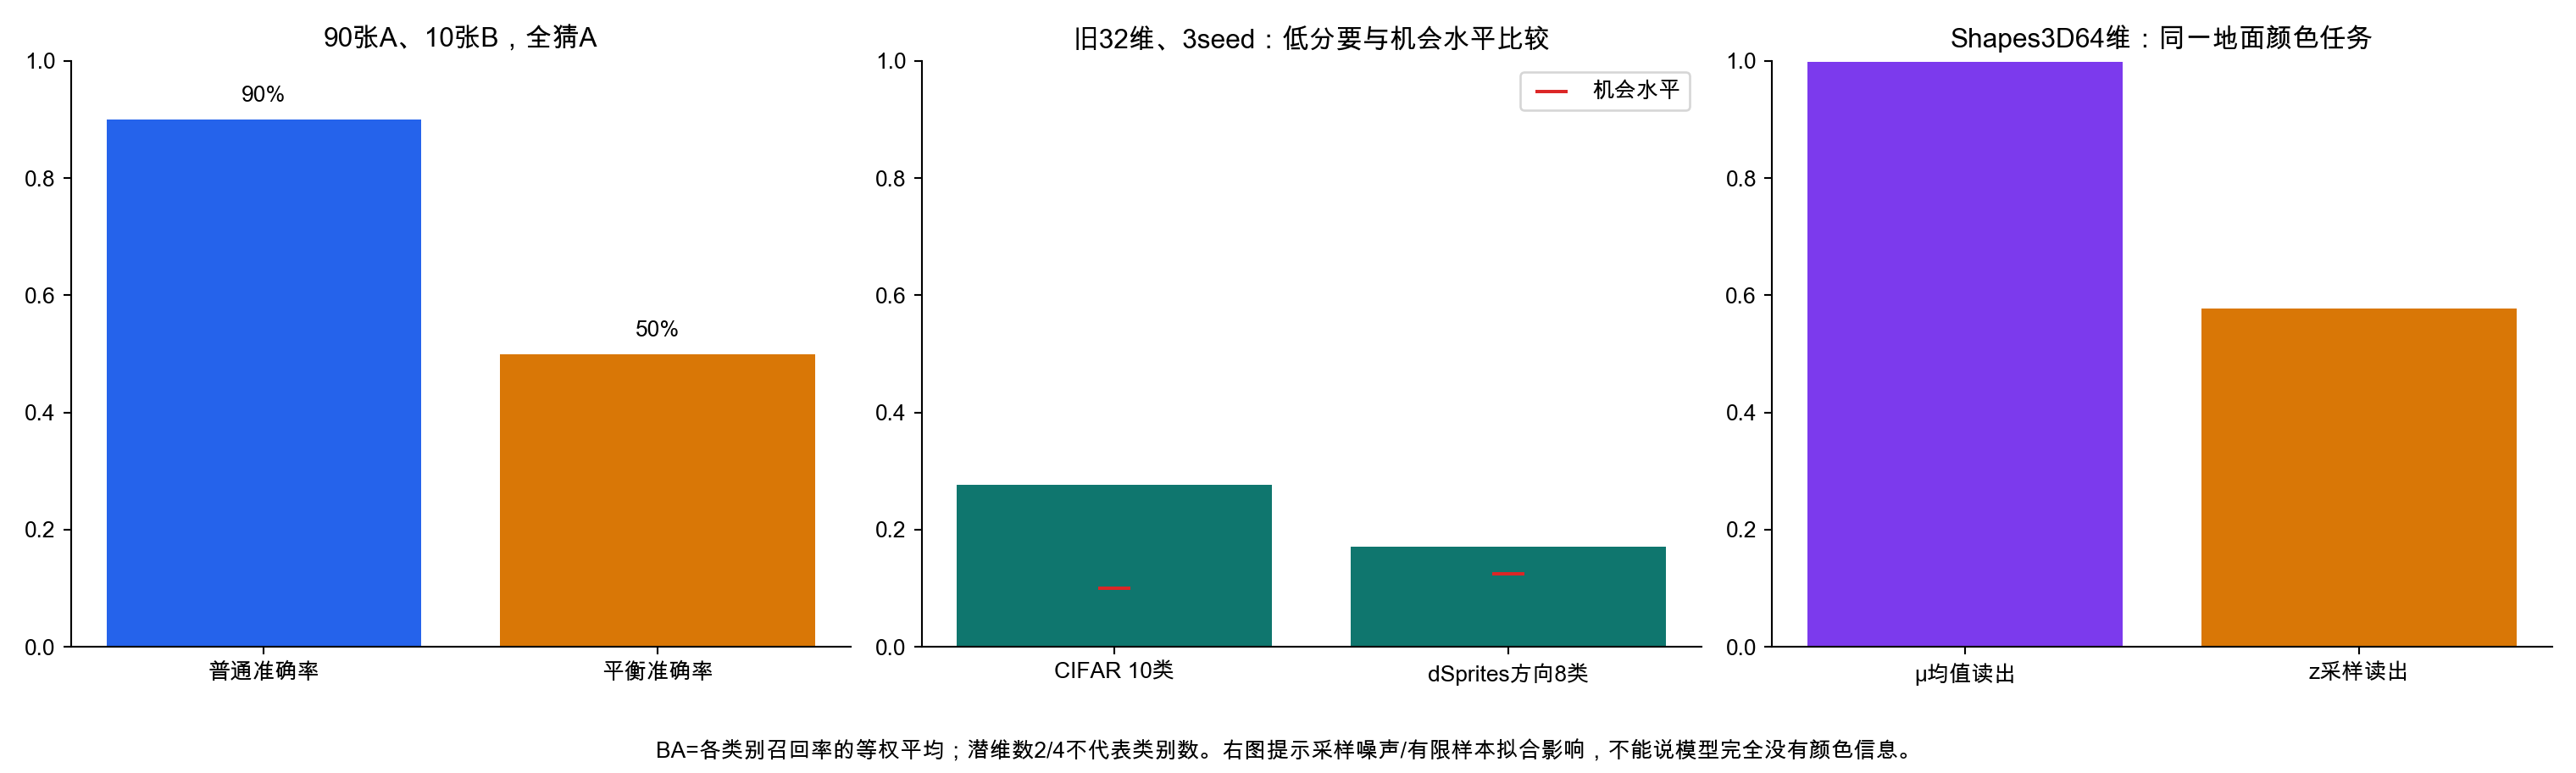 90张A、10张B，全猜A
1.0
0.8
0.6
0.4
0.2
0.0
90%
50%
普通准确率
平衡准确率
旧32维、3seed：低分要与机会水平比较
1.0
0.8
0.6
0.4
0.2
0.0
机会水平
CIFAR 10类
dSprites方向8类
Shapes3D64维：同一地面颜色任务
1.0
0.8
0.6
0.4
0.2
0.0
μ均值读出
z采样读出
BA=各类别召回率的等权平均；潜维数2/4不代表类别数。右图提示采样噪声/有限样本拟合影响，不能说模型完全没有颜色信息。